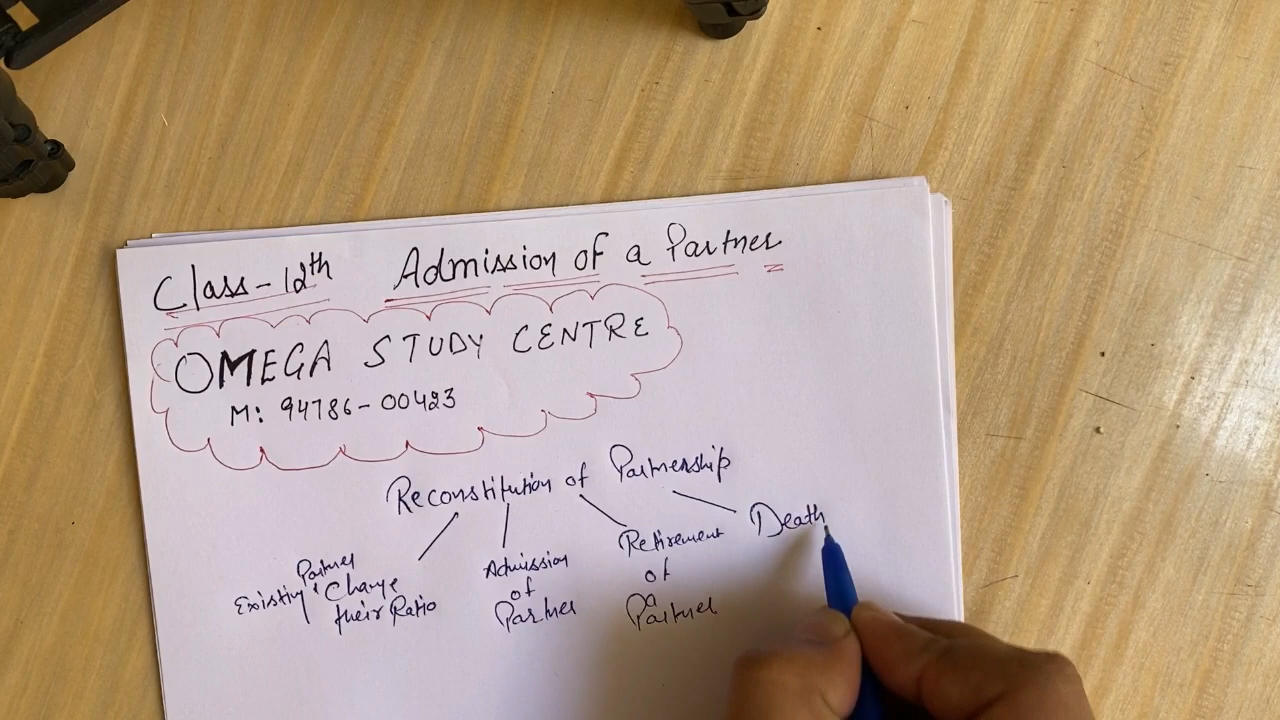 Class-12th Admission of a Partner
OMEGA STUDY CENTRE
M: 94786-00423
Reconstitution of Partnership
Existing Partner Change
their Ratio
Admission
of
Partner
Retirement
of
a
Partner
Death